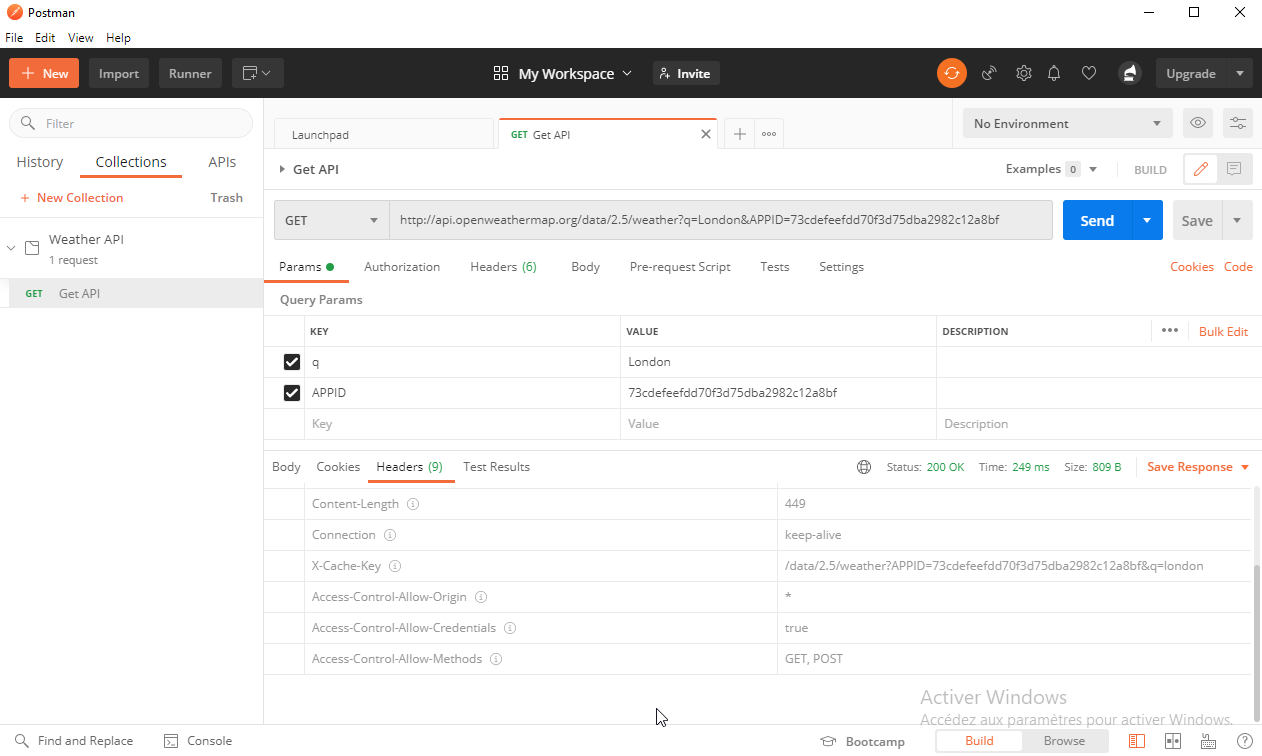 Postman
File Edit View Help
+ New Import Runner My Workspace Invite Upgrade
Filter
History Collections APIs
+ New Collection Trash
Weather API
1 request
GET Get API
Launchpad GET Get API No Environment
Get API Examples 0 BUILD
GET http://api.openweathermap.org/data/2.5/weather?q=London&APPID=73cdefeefdd70f3d75dba2982c12a8bf Send Save
Params Authorization Headers (6) Body Pre-request Script Tests Settings Cookies Code
Query Params
KEY VALUE DESCRIPTION Bulk Edit
q London
APPID 73cdefeefdd70f3d75dba2982c12a8bf
Key Value Description
Body Cookies Headers (9) Test Results Status: 200 OK Time: 249 ms Size: 809 B Save Response
Content-Length 449
Connection keep-alive
X-Cache-Key /data/2.5/weather?APPID=73cdefeefdd70f3d75dba2982c12a8bf&q=london
Access-Control-Allow-Origin *
Access-Control-Allow-Credentials true
Access-Control-Allow-Methods GET, POST
Activer Windows
Accédez aux paramètres pour activer Windows.
Find and Replace Console Bootcamp Build Browse